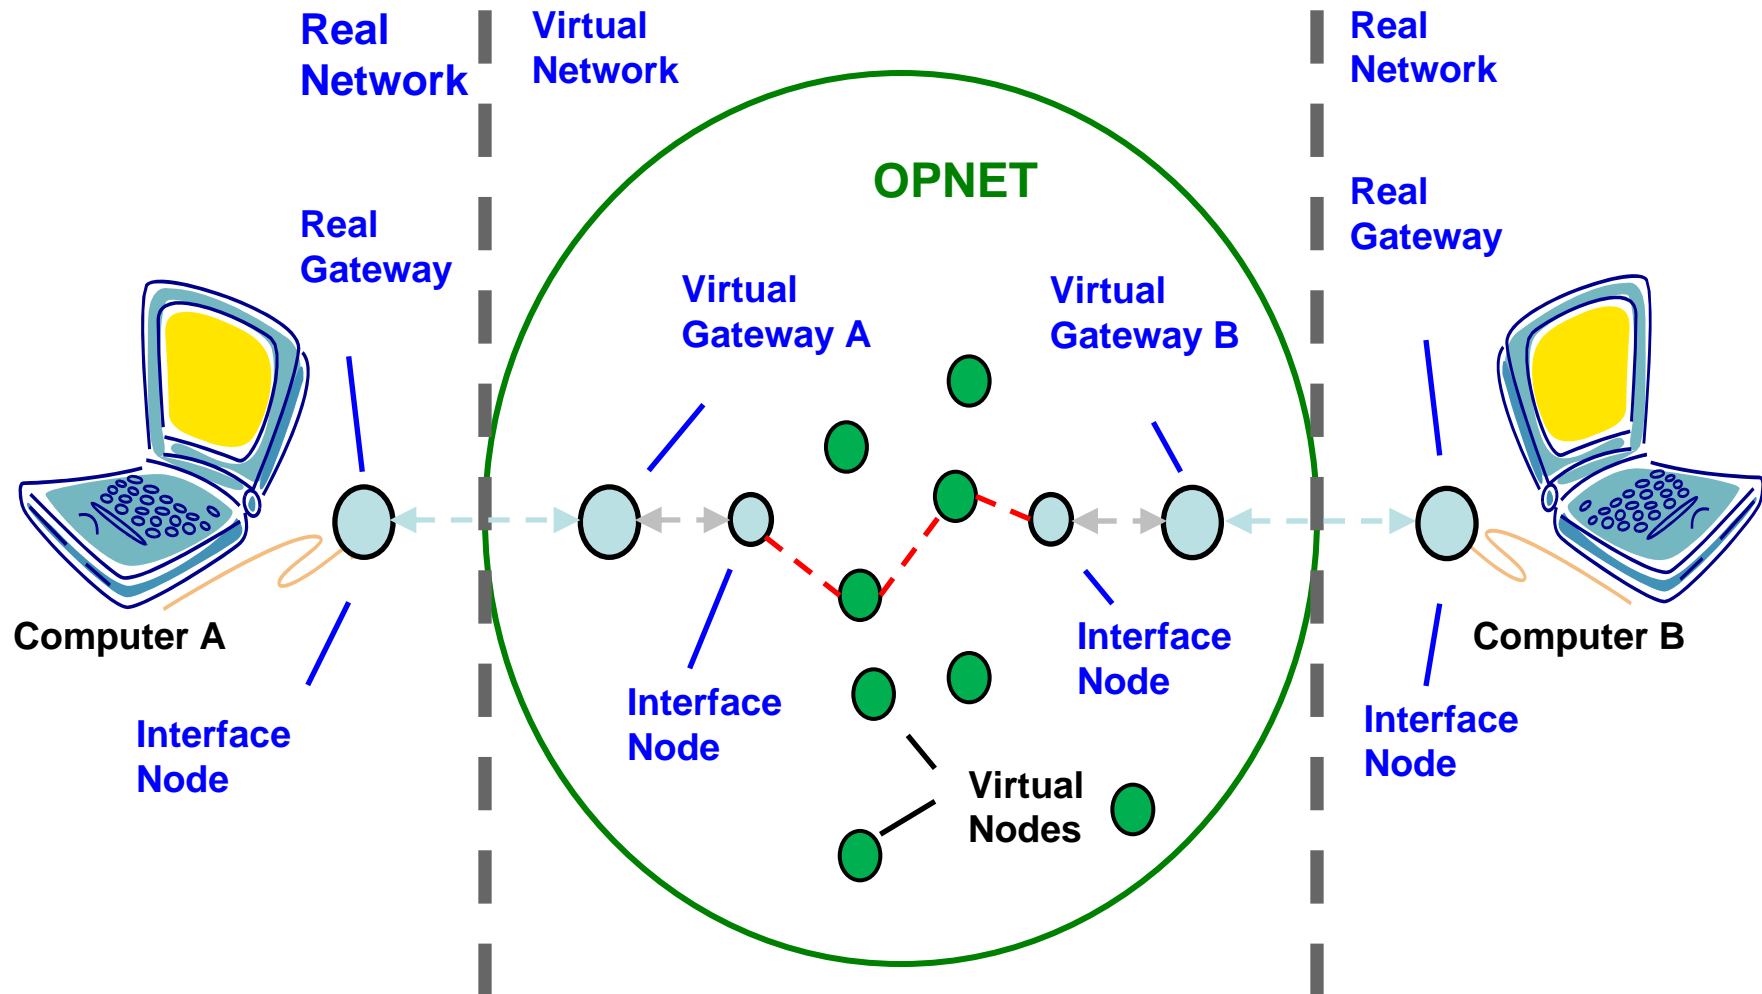 Real
Network
Virtual
Network
Real
Network
OPNET
Real
Gateway
Real
Gateway
Virtual
Gateway A
Virtual
Gateway B
Computer A
Computer B
Interface
Node
Interface
Node
Interface
Node
Interface
Node
Virtual
Nodes